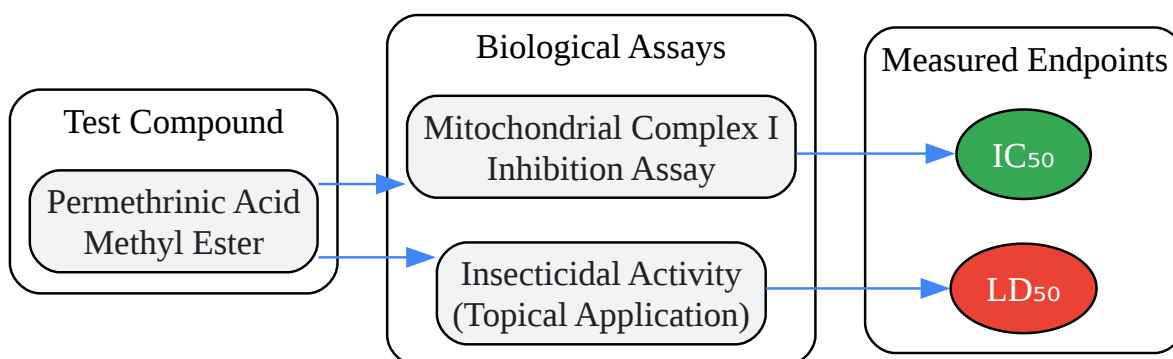 Test Compound
Permethrinic Acid
Methyl Ester
Biological Assays
Mitochondrial Complex I
Inhibition Assay
Insecticidal Activity
(Topical Application)
Measured Endpoints
IC₅₀
LD₅₀